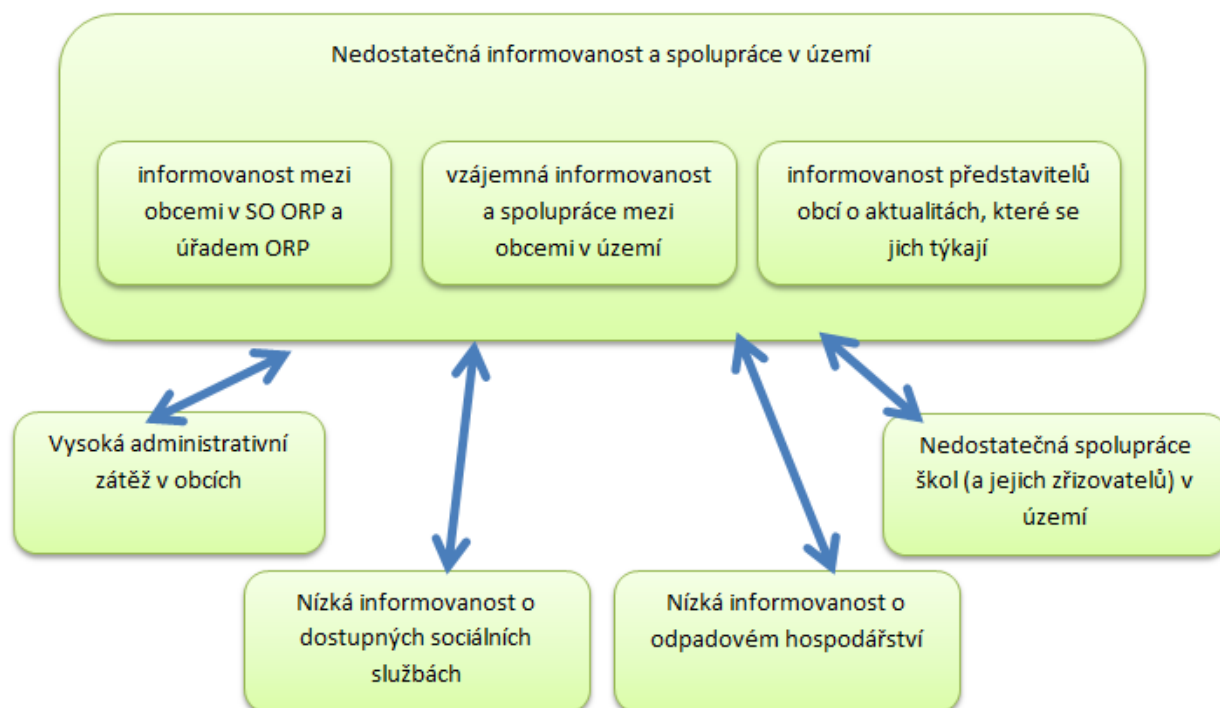 Nedostatečná informovanost a spolupráce v území
informovanost mezi
obcemi v SO ORP a
úřadem ORP
vzájemná informovanost
a spolupráce mezi
obcemi v území
informovanost představitelů
obcí o aktualitách, které se
jich týkají
Vysoká administrativní
zátěž v obcích
Nízká informovanost o
dostupných sociálních
službách
Nízká informovanost o
odpadovém hospodářství
Nedostatečná spolupráce
škol (a jejich zřizovatelů) v
území